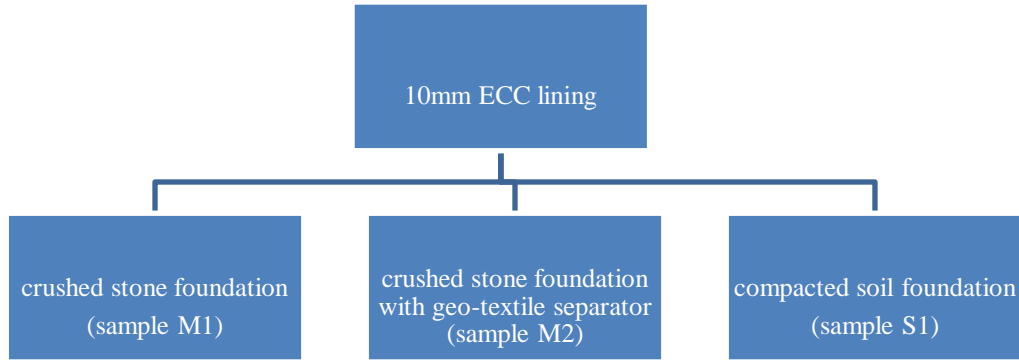 10mm ECC lining
crushed stone foundation
(sample M1)
crushed stone foundation
with geo-textile separator
(sample M2)
compacted soil foundation
(sample S1)